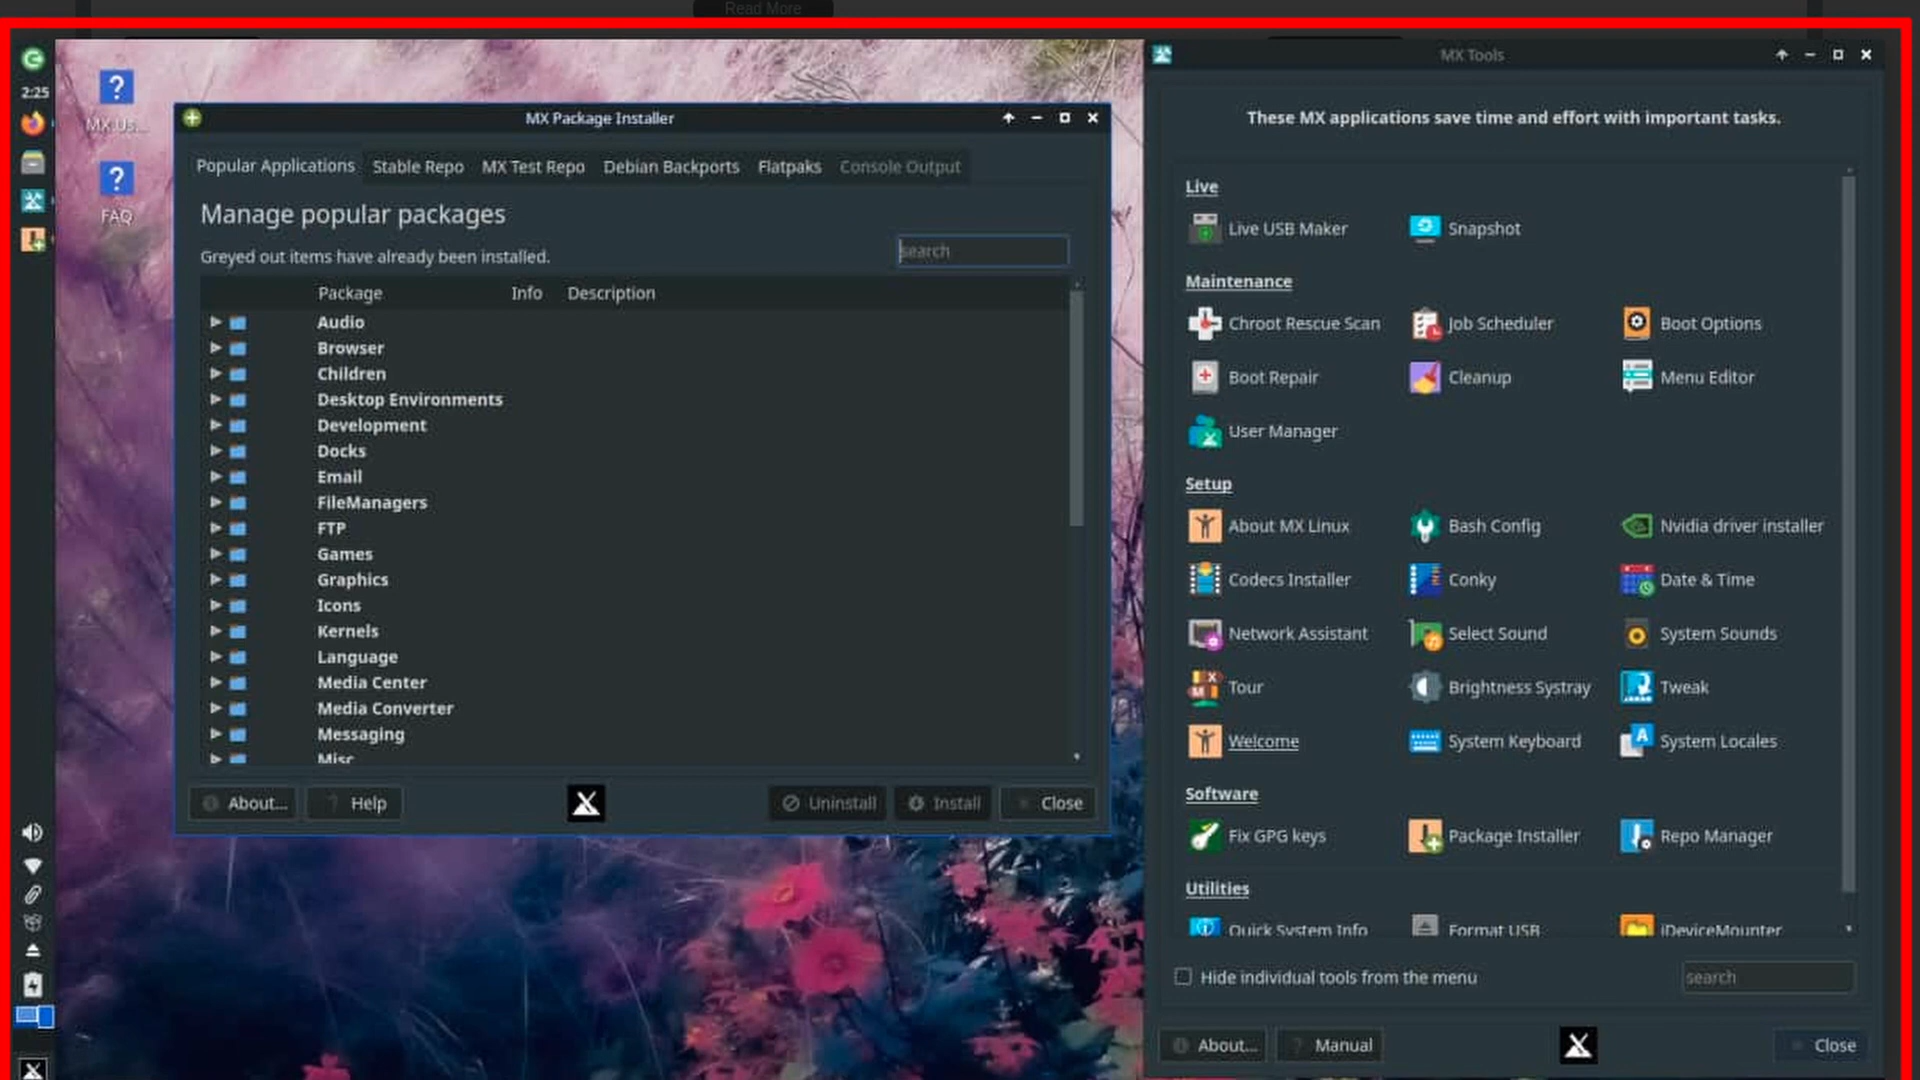 Read More
MX Tools
2:25
MX Us...
FAQ
MX Package Installer
Popular Applications
Stable Repo
MX Test Repo
Debian Backports
Flatpaks
Console Output
Manage popular packages
Greyed out items have already been installed.
search
Package Info Description
Audio
Browser
Children
Desktop Environments
Development
Docks
Email
FileManagers
FTP
Games
Graphics
Icons
Kernels
Language
Media Center
Media Converter
Messaging
Misc
About...
Help
Uninstall
Install
Close
These MX applications save time and effort with important tasks.
Live
Live USB Maker
Snapshot
Maintenance
Chroot Rescue Scan
Job Scheduler
Boot Options
Boot Repair
Cleanup
Menu Editor
User Manager
Setup
About MX Linux
Bash Config
Nvidia driver installer
Codecs Installer
Conky
Date & Time
Network Assistant
Select Sound
System Sounds
Tour
Brightness Systray
Tweak
Welcome
System Keyboard
System Locales
Software
Fix GPG keys
Package Installer
Repo Manager
Utilities
Quick System Info
Format USB
iDeviceMounter
Hide individual tools from the menu
search
About...
Manual
Close